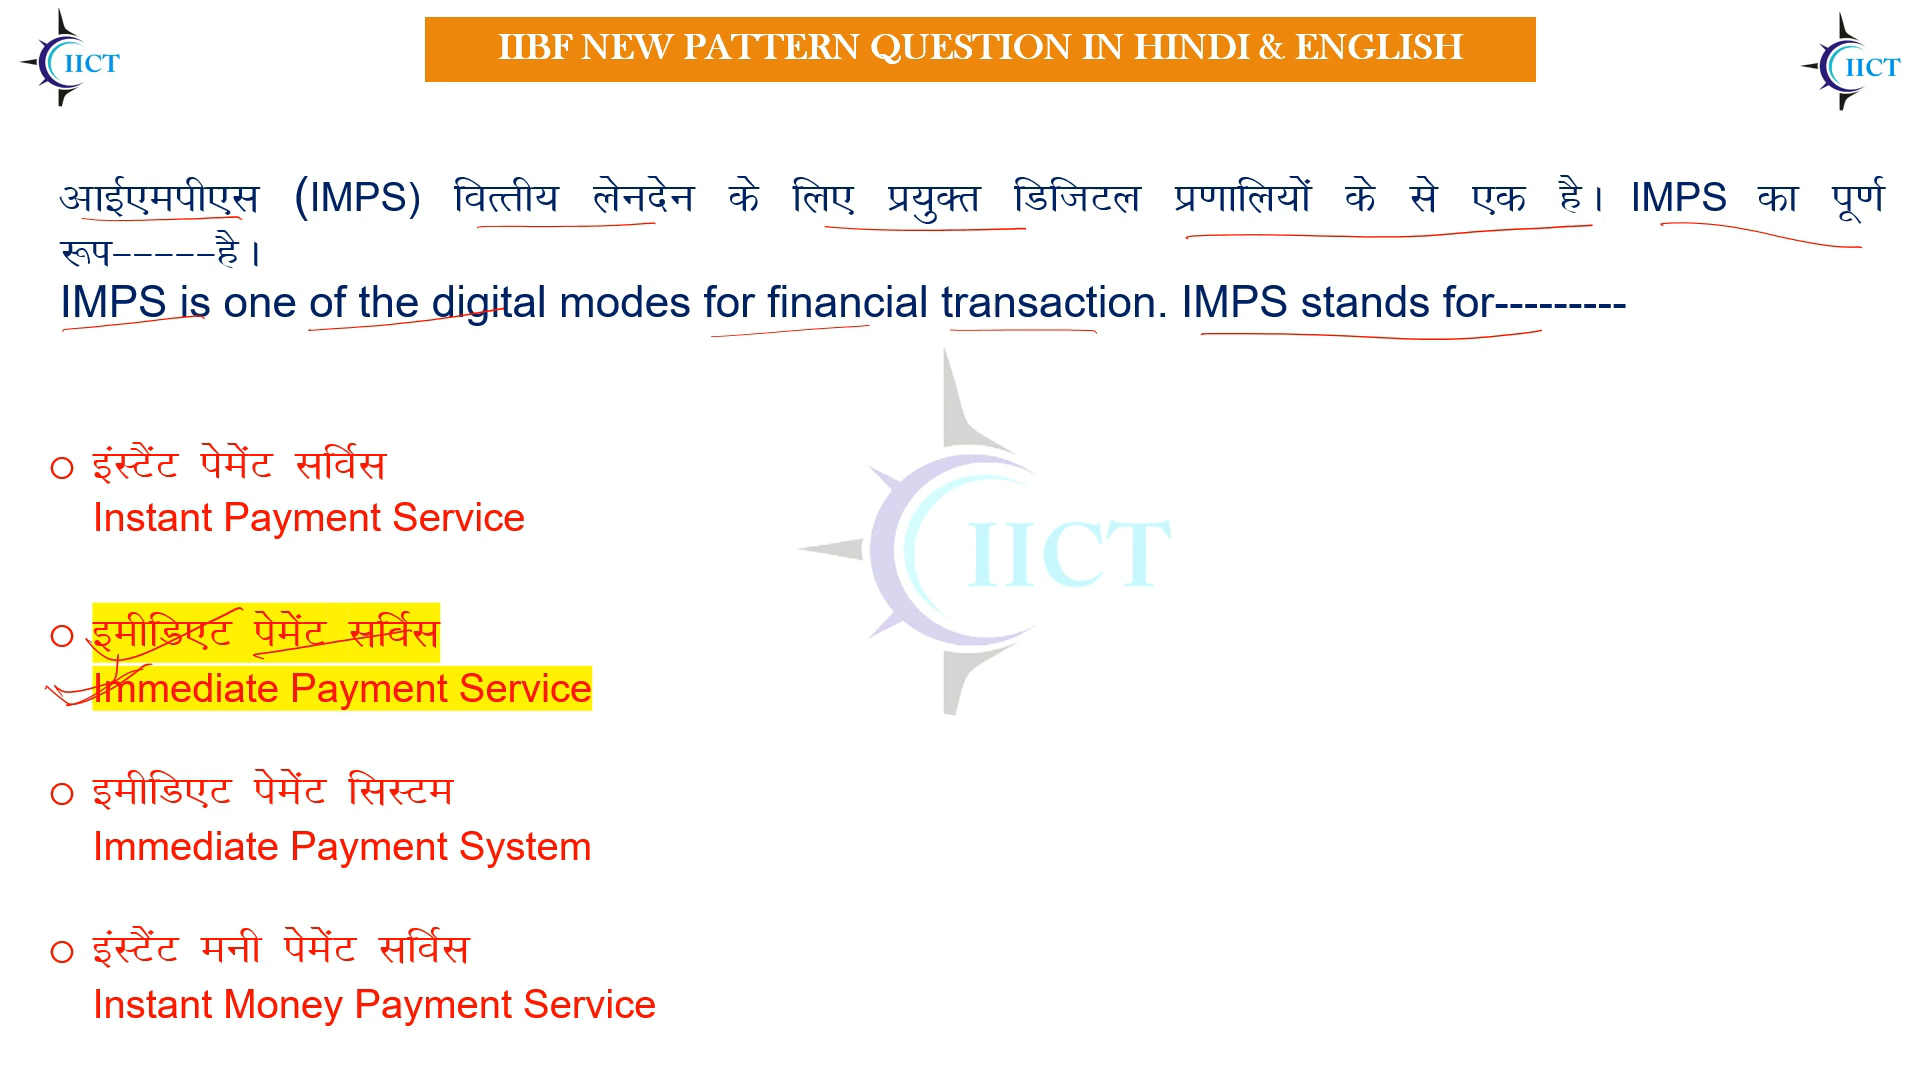 IICT
IIBF NEW PATTERN QUESTION IN HINDI & ENGLISH
IICT
आईएमपीएस (IMPS) वित्तीय लेनदेन के लिए प्रयुक्त डिजिटल प्रणालियों के से एक है। IMPS का पूर्ण
रूप-----है।
IMPS is one of the digital modes for financial transaction. IMPS stands for---------
इंस्टैंट पेमेंट सर्विस
Instant Payment Service
IICT
इमीडिएट पेमेंट सर्विस
Immediate Payment Service
इमीडिएट पेमेंट सिस्टम
Immediate Payment System
इंस्टैंट मनी पेमेंट सर्विस
Instant Money Payment Service